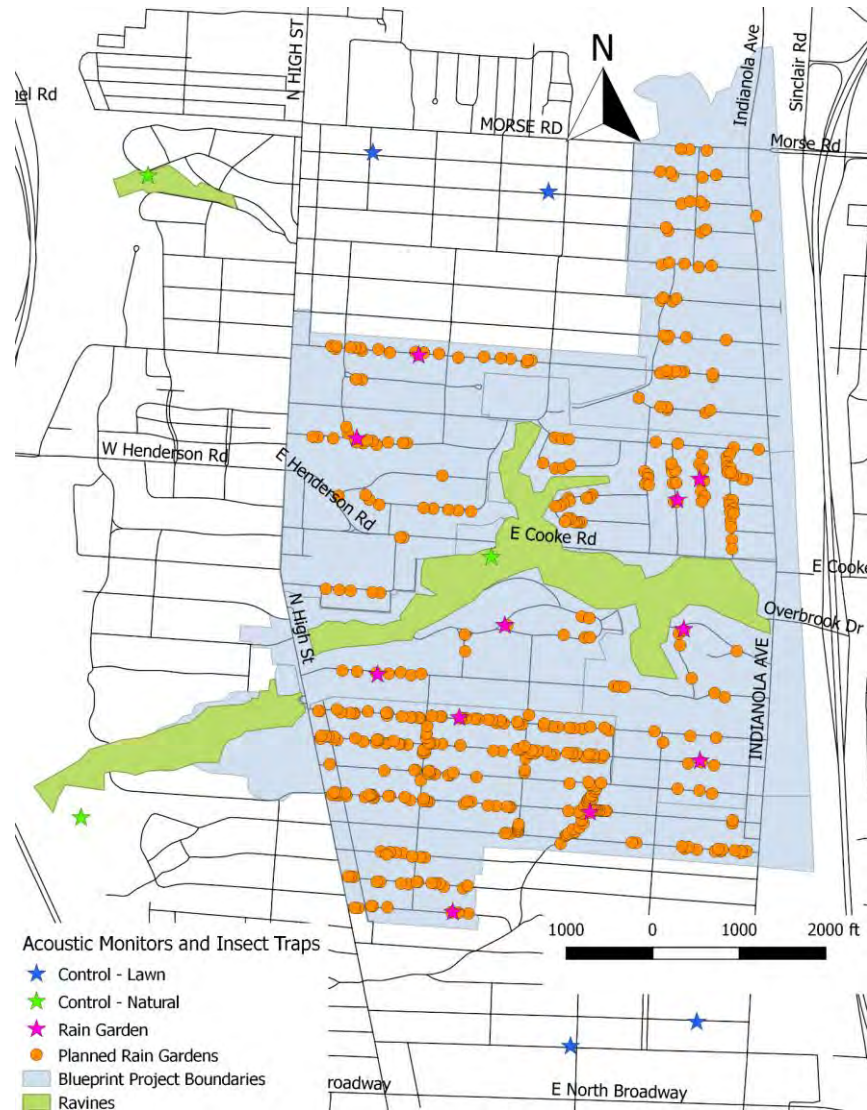 N HIGH ST
Indianola Ave
Sinclair Rd
N
nel Rd
MORSE RD
Morse Rd
W Henderson Rd
E Henderson Rd
E Cooke Rd
E Cooke
Overbrook Dr
N High St
INDIANOLA AVE
1000 0 1000 2000 ft
Acoustic Monitors and Insect Traps
Control - Lawn
Control - Natural
Rain Garden
Planned Rain Gardens
Blueprint Project Boundaries
Ravines
roadway
E North Broadway